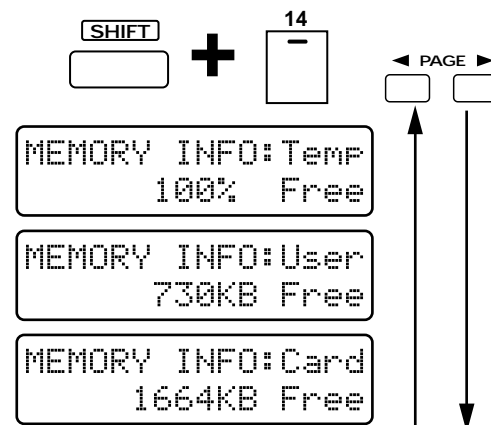 SHIFT
+
14
◄ PAGE ►
MEMORY INFO:Temp
100% Free
MEMORY INFO:User
730KB Free
MEMORY INFO:Card
1664KB Free